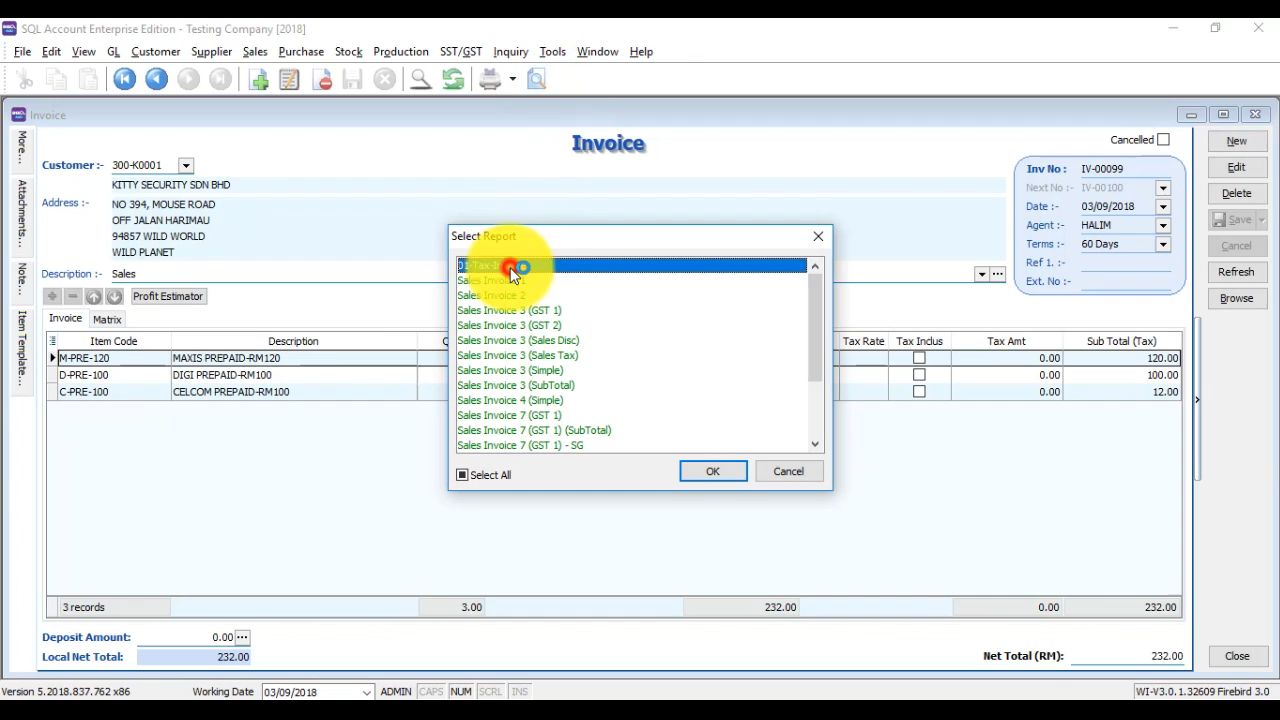 SQL Account Enterprise Edition - Testing Company [2018]
File Edit View GL Customer Supplier Sales Purchase Stock Production SST/GST Inquiry Tools Window Help
Invoice
Invoice
Cancelled
More...
Attachments...
Note...
Item Template...
Customer :- 300-K0001
KITTY SECURITY SDN BHD
Address :- NO 394, MOUSE ROAD
OFF JALAN HARIMAU
94857 WILD WORLD
WILD PLANET
Description :- Sales
Inv No : IV-00099
Next No :- IV-00100
Date :- 03/09/2018
Agent : HALIM
Terms : 60 Days
Ref 1. :-
Ext. No :-
New
Edit
Delete
Save
Cancel
Refresh
Browse
Profit Estimator
Invoice Matrix
Item Code Description Tax Rate Tax Inclus Tax Amt Sub Total (Tax)
M-PRE-120 MAXIS PREPAID-RM120 0.00 120.00
D-PRE-100 DIGI PREPAID-RM100 0.00 100.00
C-PRE-100 CELCOM PREPAID-RM100 0.00 12.00
Select Report
Sales Invoice 2
Sales Invoice 3 (GST 1)
Sales Invoice 3 (GST 2)
Sales Invoice 3 (Sales Disc)
Sales Invoice 3 (Sales Tax)
Sales Invoice 3 (Simple)
Sales Invoice 3 (SubTotal)
Sales Invoice 4 (Simple)
Sales Invoice 7 (GST 1)
Sales Invoice 7 (GST 1) (SubTotal)
Sales Invoice 7 (GST 1) - SG
Select All
OK
Cancel
3 records 3.00 232.00 0.00 232.00
Deposit Amount: 0.00
Local Net Total: 232.00
Net Total (RM): 232.00
Close
Version 5.2018.837.762 x86 Working Date 03/09/2018 ADMIN CAPS NUM SCRL INS WI-V3.0.1.32609 Firebird 3.0